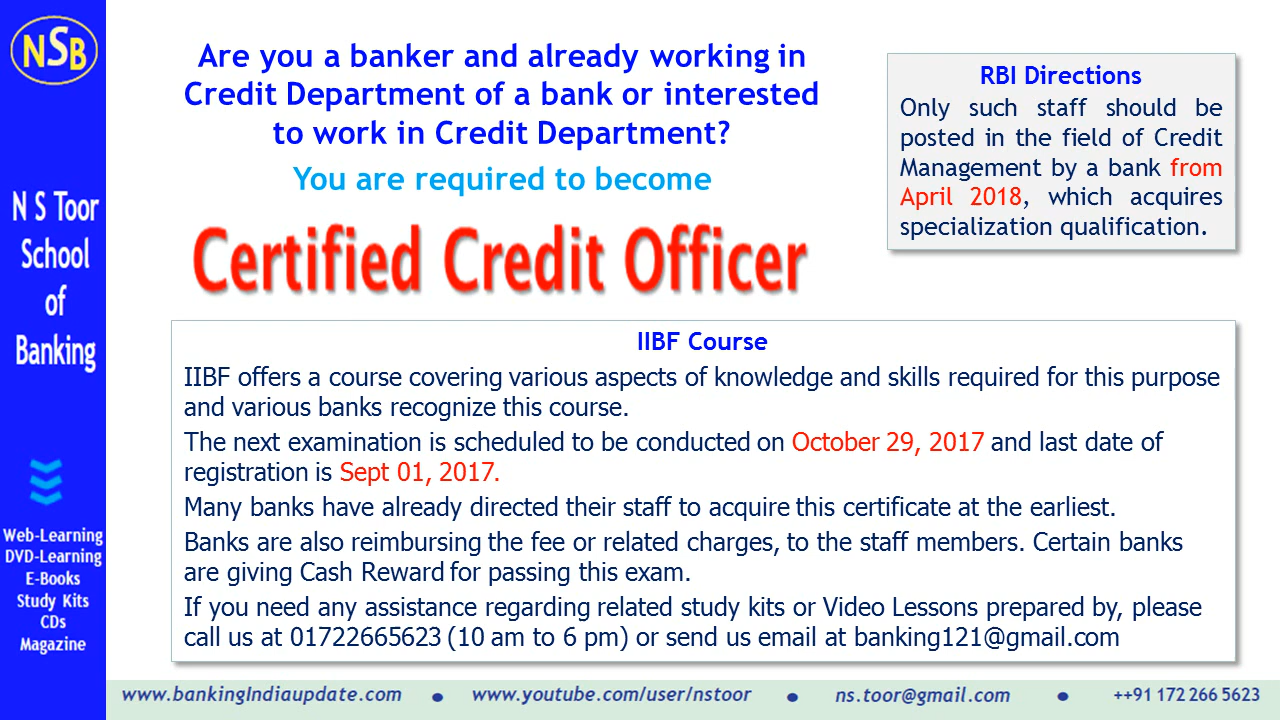 NSB
N S Toor
School
of
Banking
Web-Learning
DVD-Learning
E-Books
Study Kits
CDs
Magazine
Are you a banker and already working in
Credit Department of a bank or interested
to work in Credit Department?
You are required to become
Certified Credit Officer
RBI Directions
Only such staff should be
posted in the field of Credit
Management by a bank from
April 2018, which acquires
specialization qualification.
IIBF Course
IIBF offers a course covering various aspects of knowledge and skills required for this purpose
and various banks recognize this course.
The next examination is scheduled to be conducted on October 29, 2017 and last date of
registration is Sept 01, 2017.
Many banks have already directed their staff to acquire this certificate at the earliest.
Banks are also reimbursing the fee or related charges, to the staff members. Certain banks
are giving Cash Reward for passing this exam.
If you need any assistance regarding related study kits or Video Lessons prepared by, please
call us at 01722665623 (10 am to 6 pm) or send us email at banking121@gmail.com
www.bankingIndiaupdate.com ● www.youtube.com/user/nstoor ● ns.toor@gmail.com ● ++91 172 266 5623